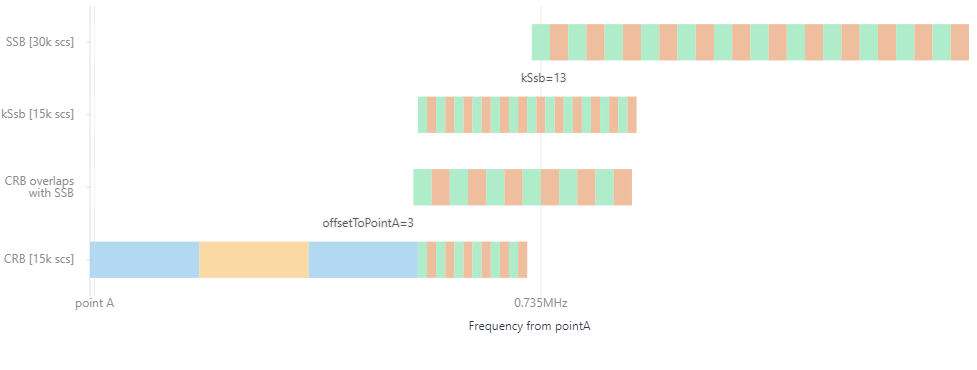 SSB [30k scs]
kSsb=13
kSsb [15k scs]
CRB overlaps
with SSB
offsetToPointA=3
CRB [15k scs]
point A
0.735MHz
Frequency from pointA